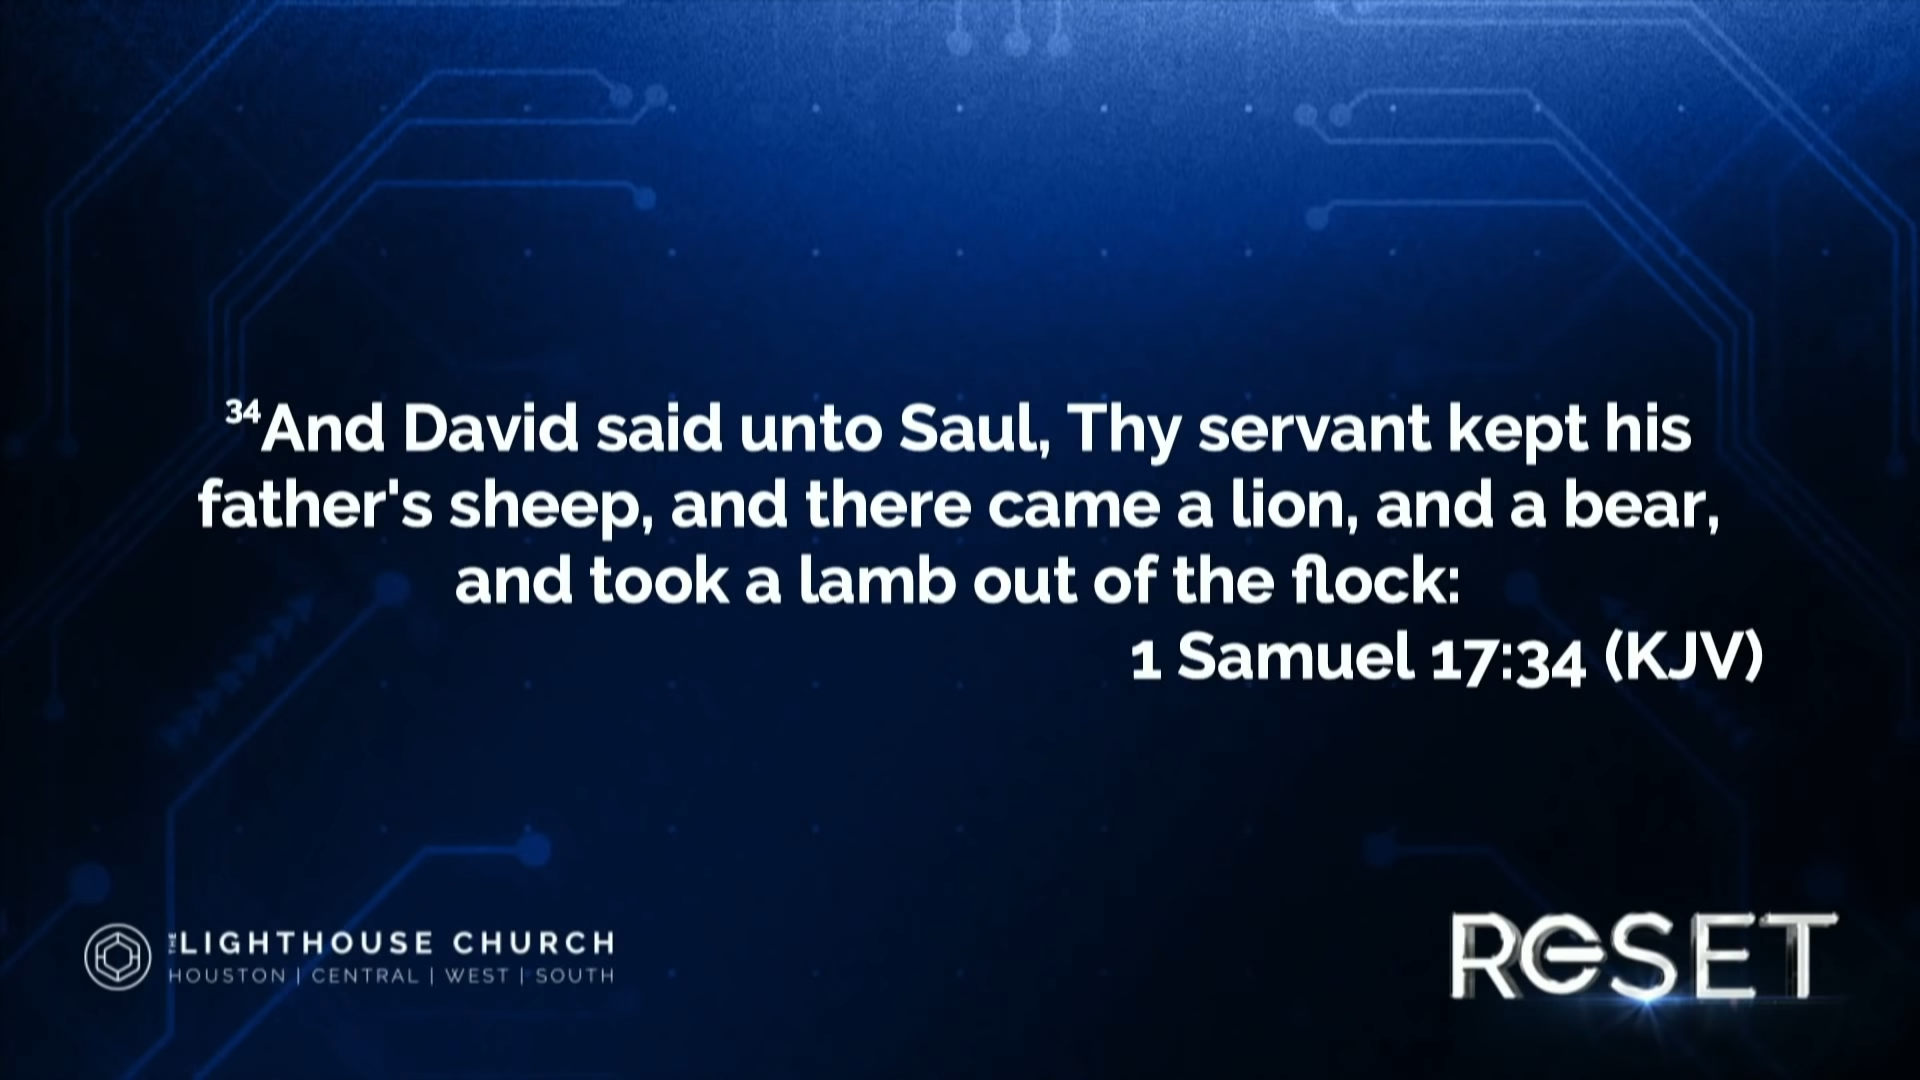 ³⁴And David said unto Saul, Thy servant kept his
father's sheep, and there came a lion, and a bear,
and took a lamb out of the flock:
1 Samuel 17:34 (KJV)
THE LIGHTHOUSE CHURCH
HOUSTON | CENTRAL | WEST | SOUTH
RESET